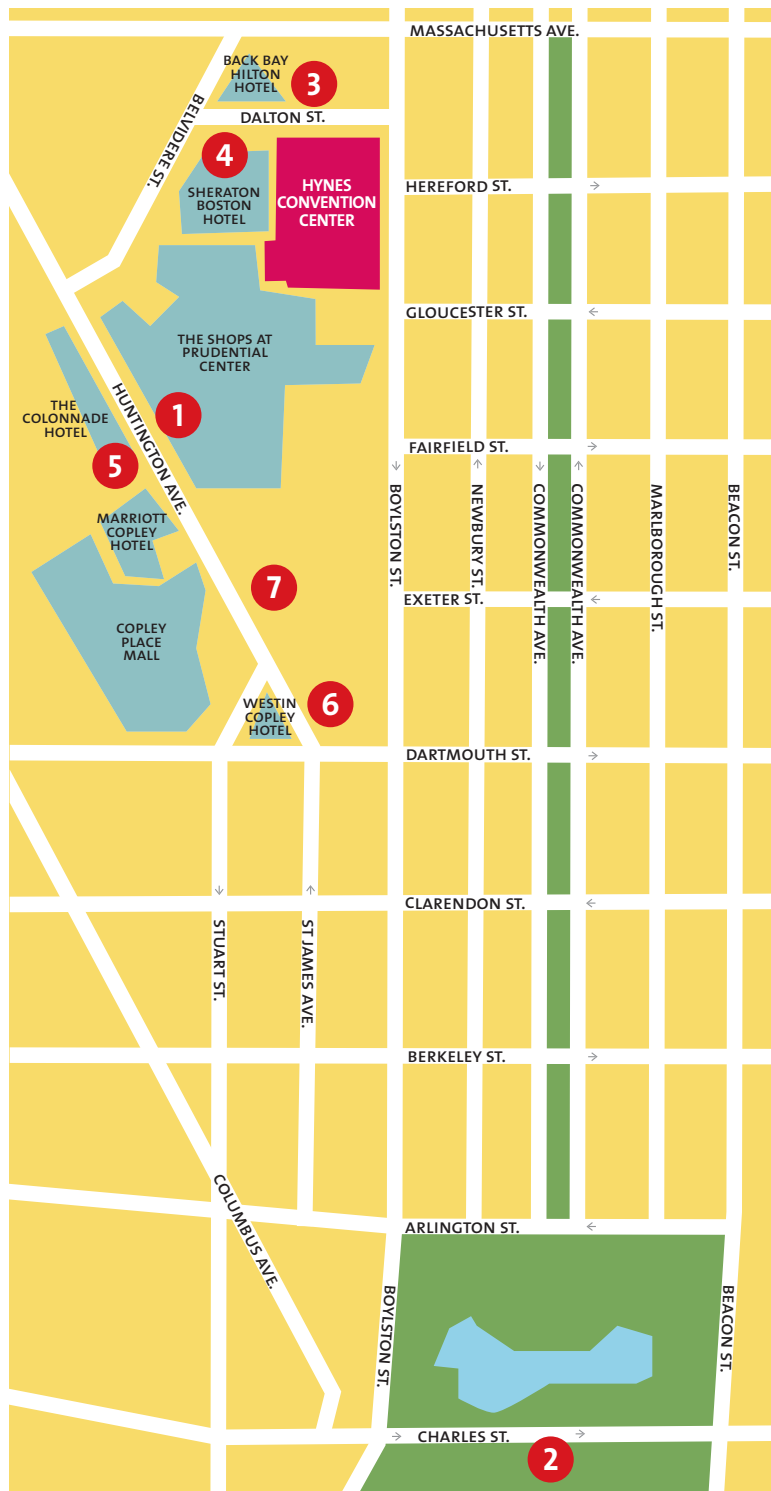 MASSACHUSETTS AVE.
BACK BAY
HILTON
HOTEL
3
DALTON ST.
BELVIDERE ST.
4
SHERATON
BOSTON
HOTEL
HYNES
CONVENTION
CENTER
HEREFORD ST.
GLOUCESTER ST.
THE SHOPS AT
PRUDENTIAL
CENTER
THE
COLONNADE
HOTEL
1
HUNTINGTON AVE.
5
FAIRFIELD ST.
BOYLSTON ST.
NEWBURY ST.
COMMONWEALTH AVE.
COMMONWEALTH AVE.
MARLBOROUGH ST.
BEACON ST.
MARRIOTT
COPLEY
HOTEL
7
EXETER ST.
COPLEY
PLACE
MALL
WESTIN
COPLEY
HOTEL
6
DARTMOUTH ST.
CLARENDON ST.
STUART ST.
ST JAMES AVE.
BERKELEY ST.
COLUMBUS AVE.
ARLINGTON ST.
BOYLSTON ST.
BEACON ST.
CHARLES ST.
2